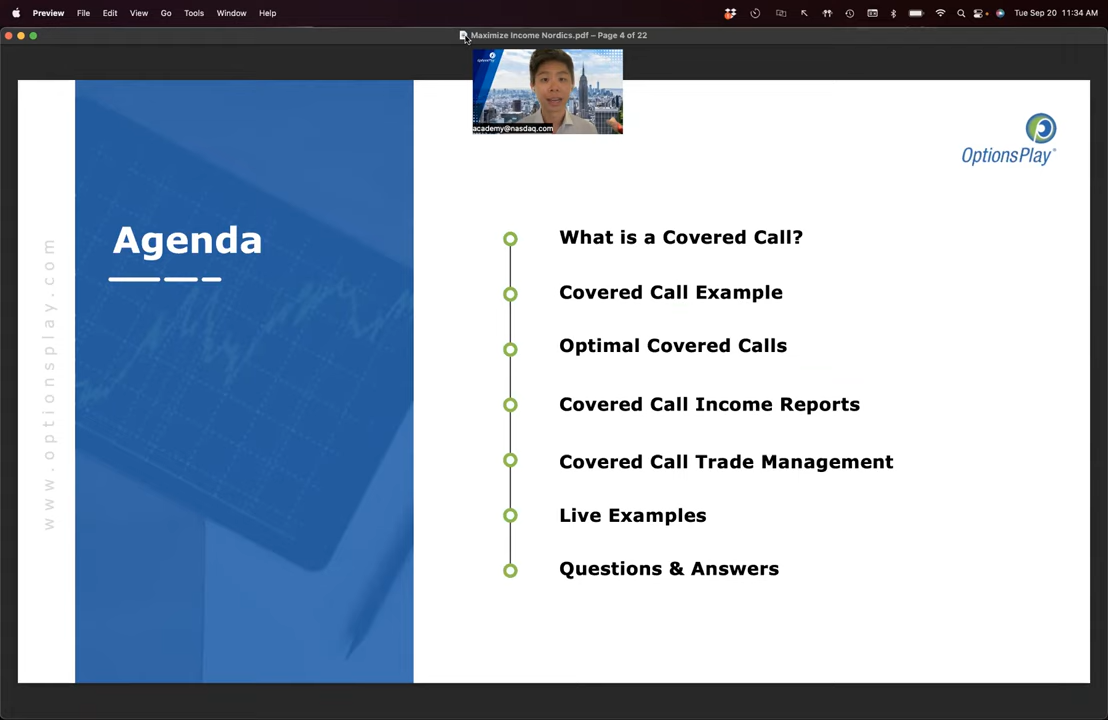 Preview File Edit View Go Tools Window Help Tue Sep 20 11:34 AM
Maximize Income Nordics.pdf – Page 4 of 22
OptionsPlay
academy@nasdaq.com
OptionsPlay
www.optionsplay.com
Agenda
What is a Covered Call?
Covered Call Example
Optimal Covered Calls
Covered Call Income Reports
Covered Call Trade Management
Live Examples
Questions & Answers